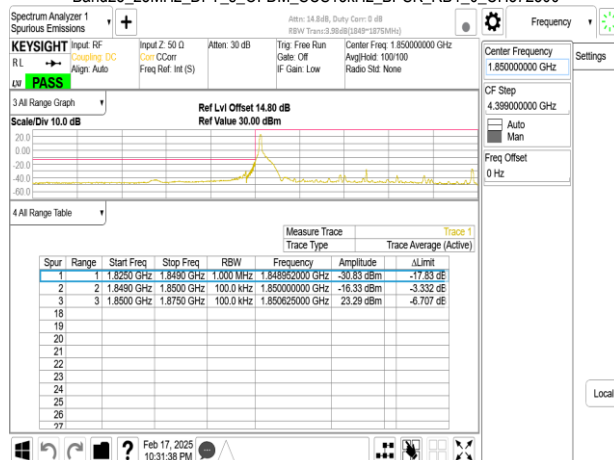 Spectrum Analyzer 1
Spurious Emissions
Attn: 14.8dB, Duty Corr: 0 dB
RBW Trans:3.98dB(1849~1875MHz)
Frequency
KEYSIGHT
Input: RF
Coupling: DC
Align: Auto
Input Z: 50 Ω
Corr CCorr
Freq Ref: Int (S)
Atten: 30 dB
Trig: Free Run
Gate: Off
IF Gain: Low
Center Freq: 1.850000000 GHz
Avg|Hold: 100/100
Radio Std: None
RL
LXI PASS
Center Frequency
1.850000000 GHz
Settings
CF Step
4.399000000 GHz
Auto
Man
Freq Offset
0 Hz
3 All Range Graph
Scale/Div 10.0 dB
Ref Lvl Offset 14.80 dB
Ref Value 30.00 dBm
20.0
0.00
-20.0
-40.0
-60.0
4 All Range Table
Measure Trace Trace 1
Trace Type Trace Average (Active)
Spur Range Start Freq Stop Freq RBW Frequency Amplitude ΔLimit
1 1 1.8250 GHz 1.8490 GHz 1.000 MHz 1.848952000 GHz -30.83 dBm -17.83 dB
2 2 1.8490 GHz 1.8500 GHz 100.0 kHz 1.850000000 GHz -16.33 dBm -3.332 dB
3 3 1.8500 GHz 1.8750 GHz 100.0 kHz 1.850625000 GHz 23.29 dBm -6.707 dB
18
19
20
21
22
23
24
25
26
27
Local
Feb 17, 2025
10:31:38 PM